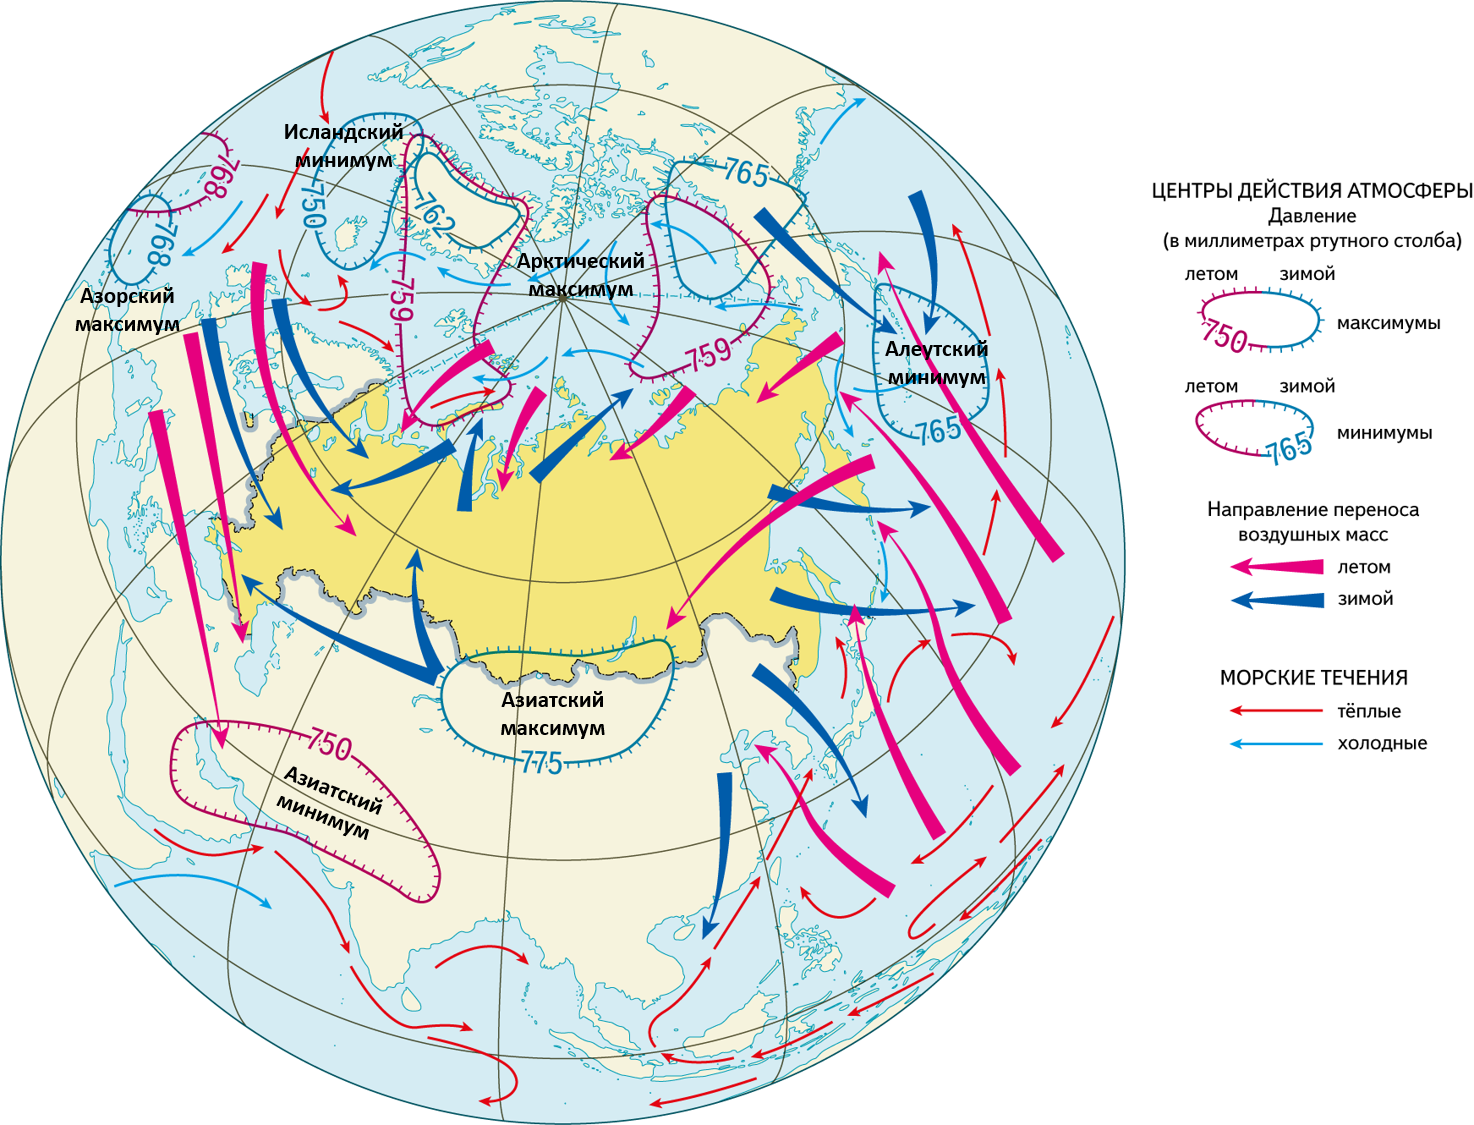 Исландский
минимум
768
750
762
765
768
Арктический
максимум
Азорский
максимум
759
759
Алеутский
минимум
765
Азиатский
максимум
775
750
Азиатский
минимум
ЦЕНТРЫ ДЕЙСТВИЯ АТМОСФЕРЫ
Давление
(в миллиметрах ртутного столба)
летом зимой
750
максимумы
летом зимой
765
минимумы
Направление переноса
воздушных масс
летом
зимой
МОРСКИЕ ТЕЧЕНИЯ
тёплые
холодные